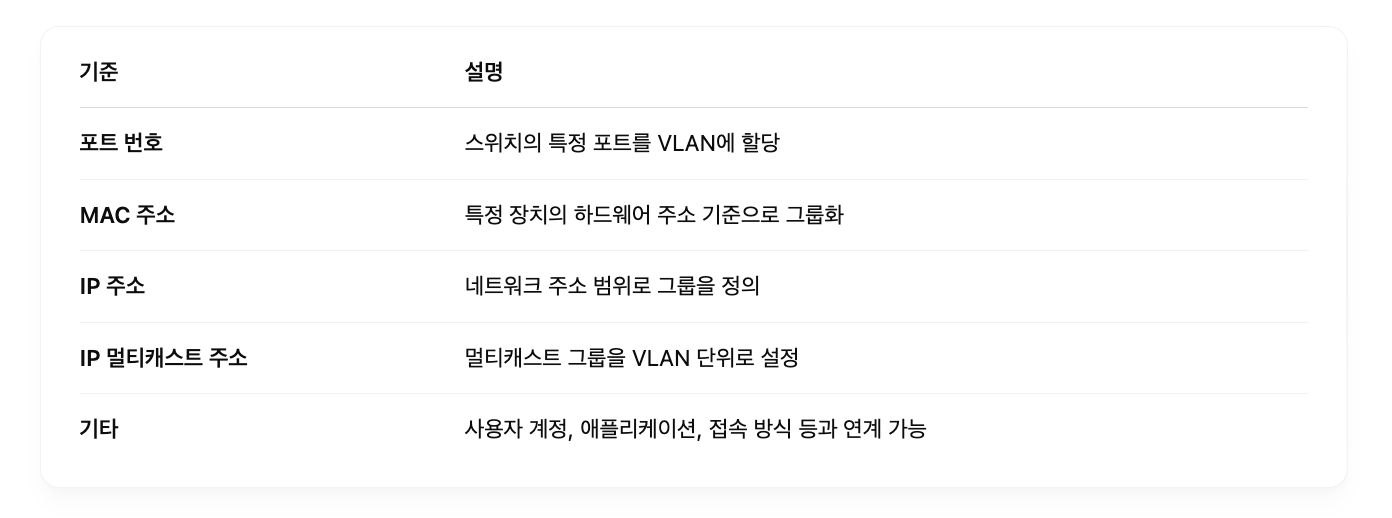 기준 설명
포트 번호 스위치의 특정 포트를 VLAN에 할당
MAC 주소 특정 장치의 하드웨어 주소 기준으로 그룹화
IP 주소 네트워크 주소 범위로 그룹을 정의
IP 멀티캐스트 주소 멀티캐스트 그룹을 VLAN 단위로 설정
기타 사용자 계정, 애플리케이션, 접속 방식 등과 연계 가능